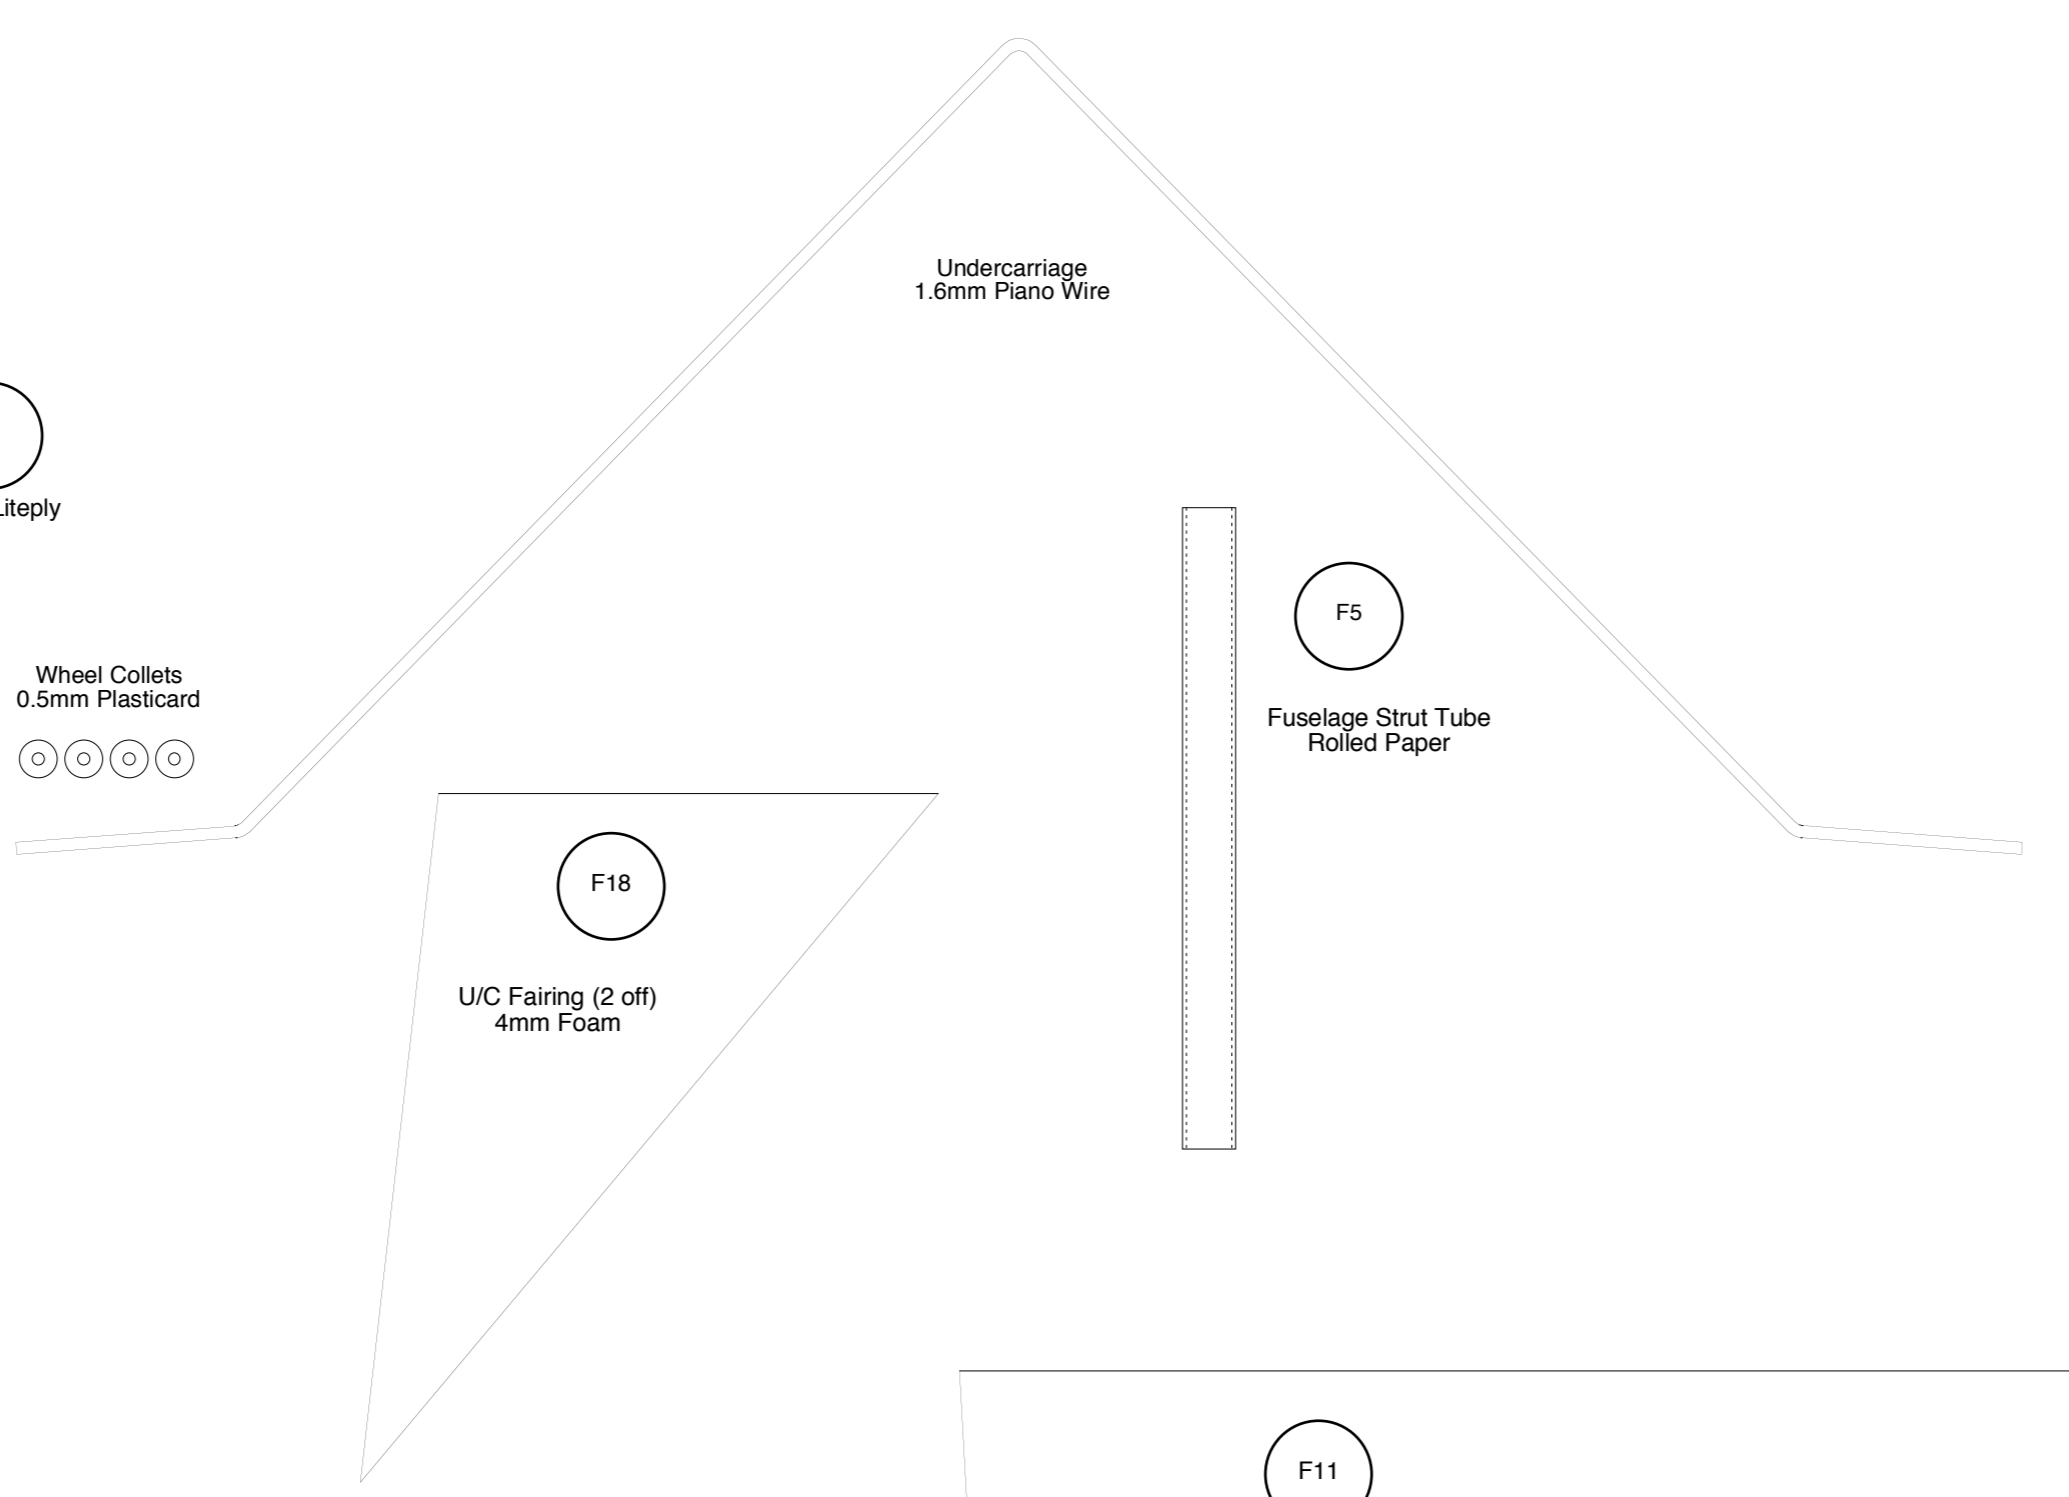 Undercarriage
1.6mm Piano Wire
Liteply
F5
Wheel Collets
0.5mm Plasticard
Fuselage Strut Tube
Rolled Paper
F18
U/C Fairing (2 off)
4mm Foam
F11